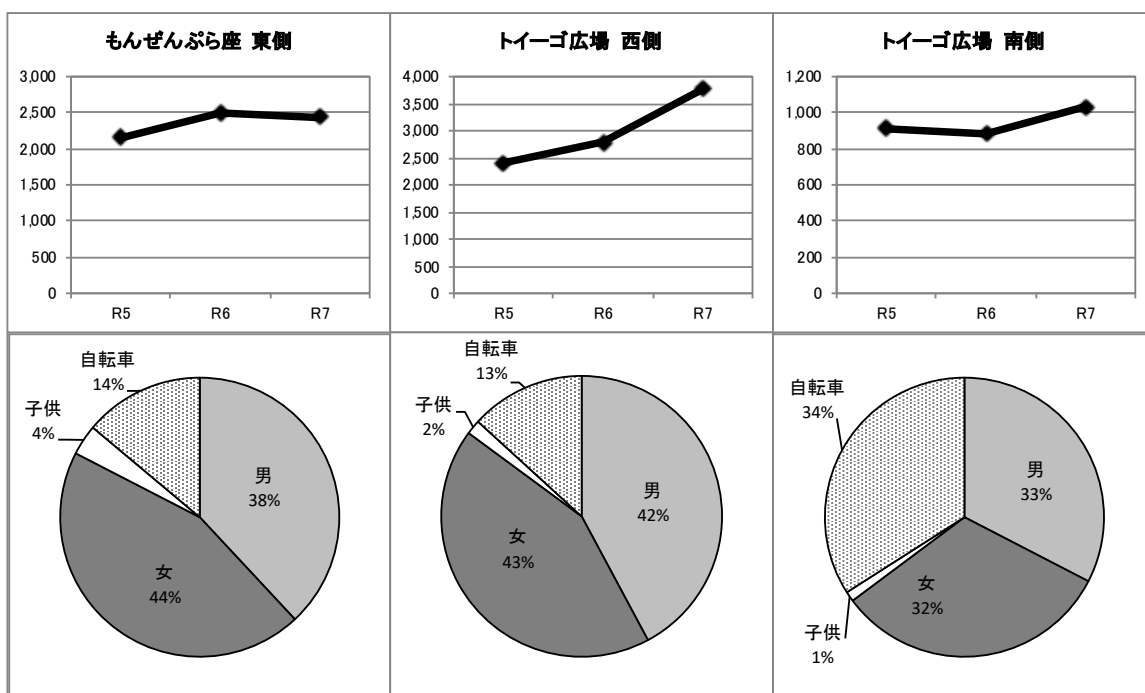 もんぜんぷら座 東側
3,000
2,500
2,000
1,500
1,000
500
0
R5 R6 R7
トイーゴ広場 西側
4,000
3,500
3,000
2,500
2,000
1,500
1,000
500
0
R5 R6 R7
トイーゴ広場 南側
1,200
1,000
800
600
400
200
0
R5 R6 R7
自転車
14%
子供
4%
男
38%
女
44%
自転車
13%
子供
2%
男
42%
女
43%
自転車
34%
男
33%
女
32%
子供
1%